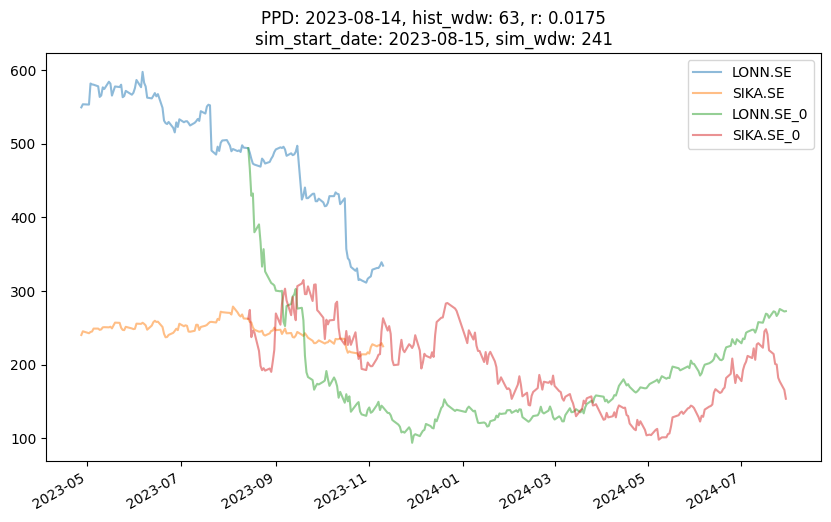 PPD: 2023-08-14, hist_wdw: 63, r: 0.0175
sim_start_date: 2023-08-15, sim_wdw: 241
LONN.SE
SIKA.SE
LONN.SE_0
SIKA.SE_0
600
500
400
300
200
100
2023-05
2023-07
2023-09
2023-11
2024-01
2024-03
2024-05
2024-07